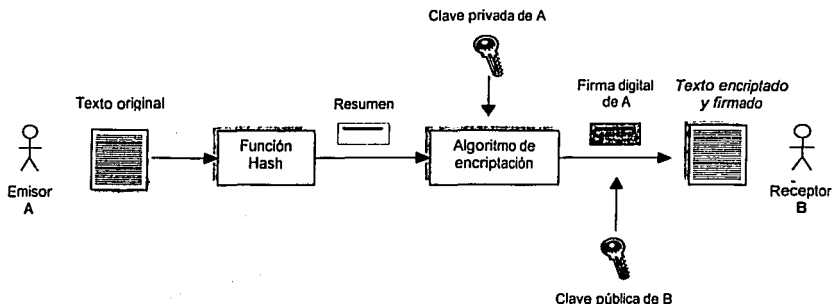 Clave privada de A
Texto original
Resumen
Firma digital
de A
Texto encriptado
y firmado
Función
Hash
Algoritmo de
encriptación
Emisor
A
Receptor
B
Clave pública de B